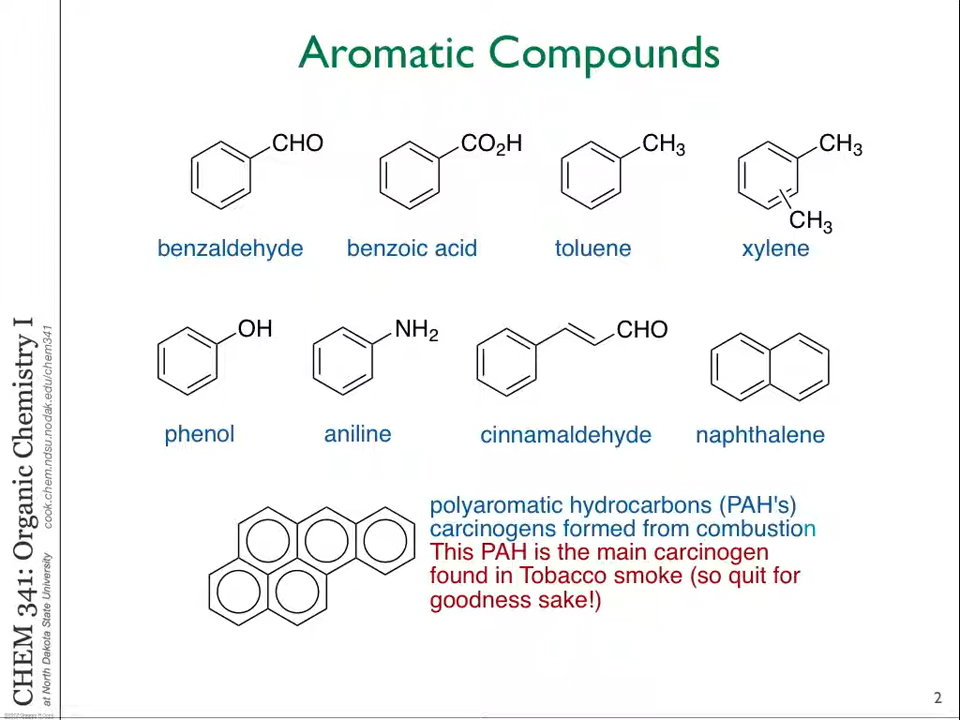 Aromatic Compounds
CHO
CO2H
CH3
CH3
CH3
benzaldehyde
benzoic acid
toluene
xylene
OH
NH2
CHO
phenol
aniline
cinnamaldehyde
naphthalene
polyaromatic hydrocarbons (PAH's)
carcinogens formed from combustion
This PAH is the main carcinogen
found in Tobacco smoke (so quit for
goodness sake!)
CHEM 341: Organic Chemistry I
at North Dakota State University cook.chem.ndsu.nodak.edu/chem341
2